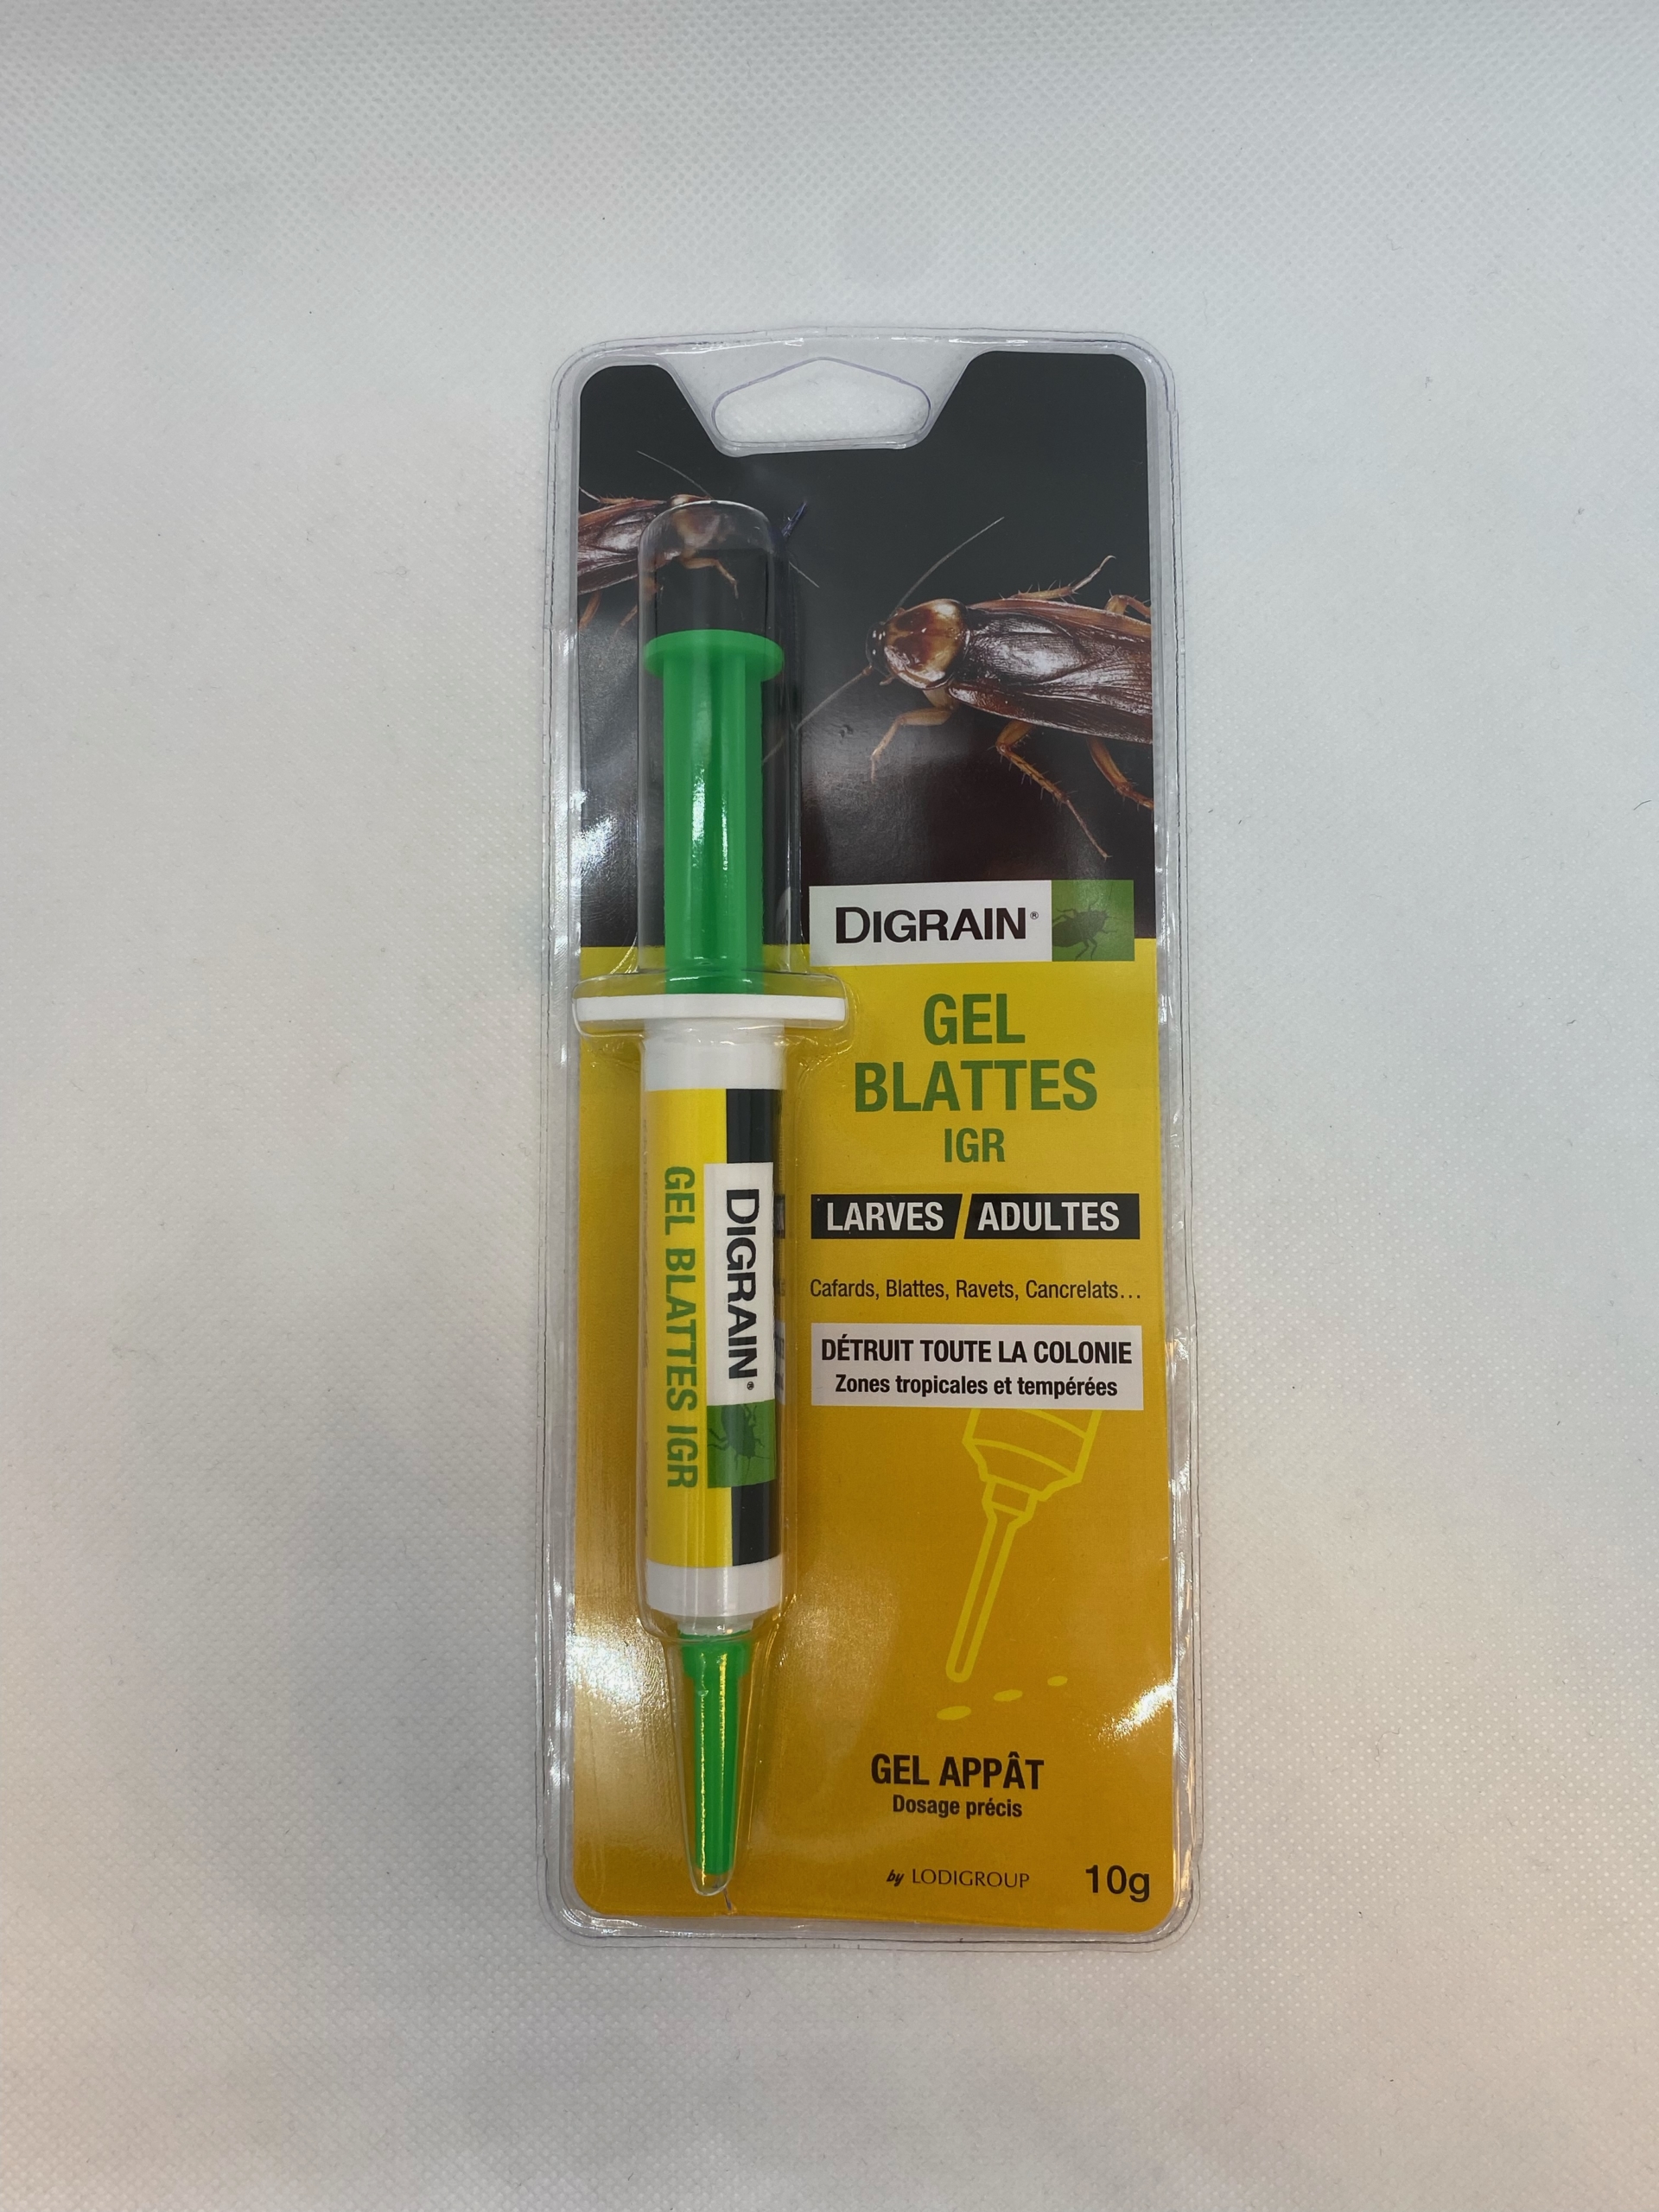 DIGRAIN®
GEL
BLATTES
IGR
LARVES / ADULTES
Cafards, Blattes, Ravets, Cancrelats...
DÉTRUIT TOUTE LA COLONIE
Zones tropicales et tempérées
GEL APPÂT
Dosage précis
by LODIGROUP
10g
DIGRAIN®
GEL BLATTES IGR